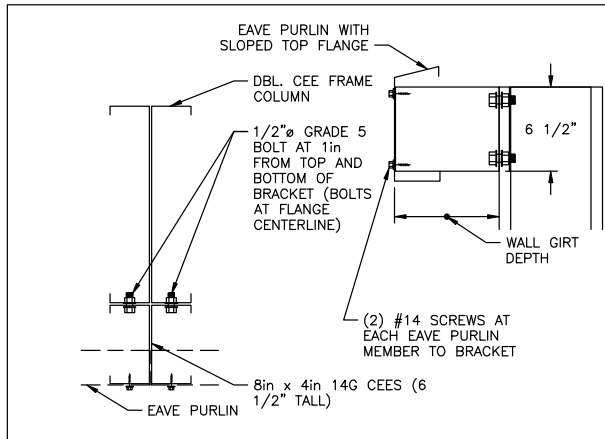 EAVE PURLIN WITH
SLOPED TOP FLANGE
DBL. CEE FRAME
COLUMN
1/2"ø GRADE 5
BOLT AT 1in
FROM TOP AND
BOTTOM OF
BRACKET (BOLTS
AT FLANGE
CENTERLINE)
6 1/2"
WALL GIRT
DEPTH
(2) #14 SCREWS AT
EACH EAVE PURLIN
MEMBER TO BRACKET
8in x 4in 14G CEES (6
1/2" TALL)
EAVE PURLIN